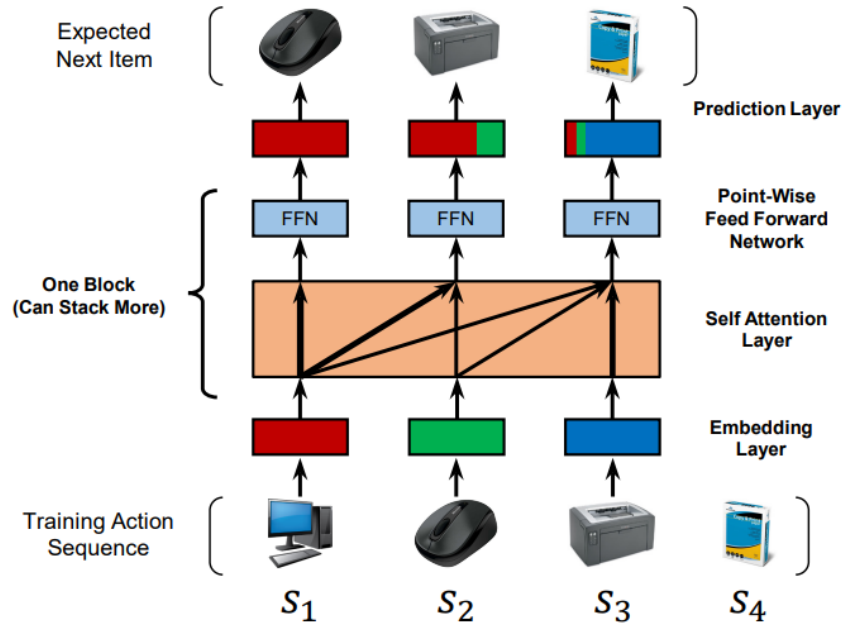 Expected
Next Item
Prediction Layer
FFN
FFN
FFN
Point-Wise
Feed Forward
Network
One Block
(Can Stack More)
Self Attention
Layer
Embedding
Layer
Training Action
Sequence
S₁
S₂
S₃
S₄